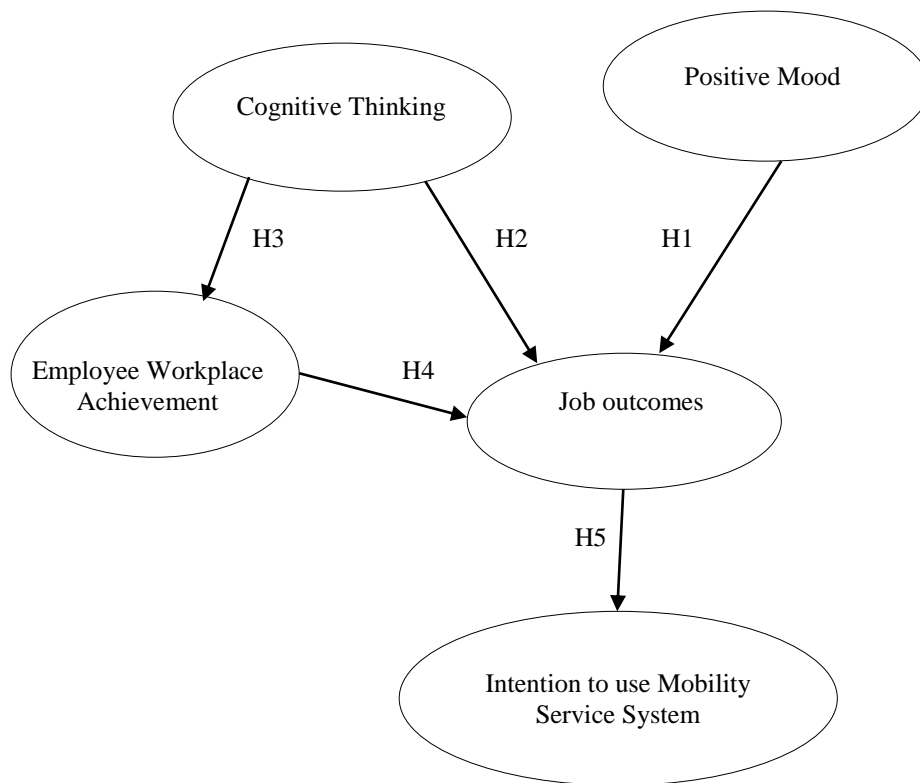 Positive Mood
Cognitive Thinking
H3
H2
H1
Employee Workplace
Achievement
H4
Job outcomes
H5
Intention to use Mobility
Service System